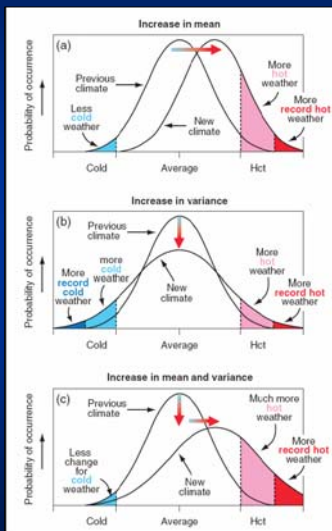 Increase in mean
(a)
Probability of occurrence
Previous
climate
Less
cold
weather
New
climate
More
hot
weather
More
record hot
weather
Cold
Average
Hct
Increase in variance
(b)
Probability of occurrence
Previous
climate
More
record
cold
weather
more
cold
weather
New
climate
More
hot
weather
More
record hot
weather
Cold
Average
Hot
Increase in mean and variance
(c)
Probability of occurrence
Previous
climate
Less
change
for
cold
weather
New
climate
Much more
hot
weather
More
record hot
weather
Cold
Average
Hot